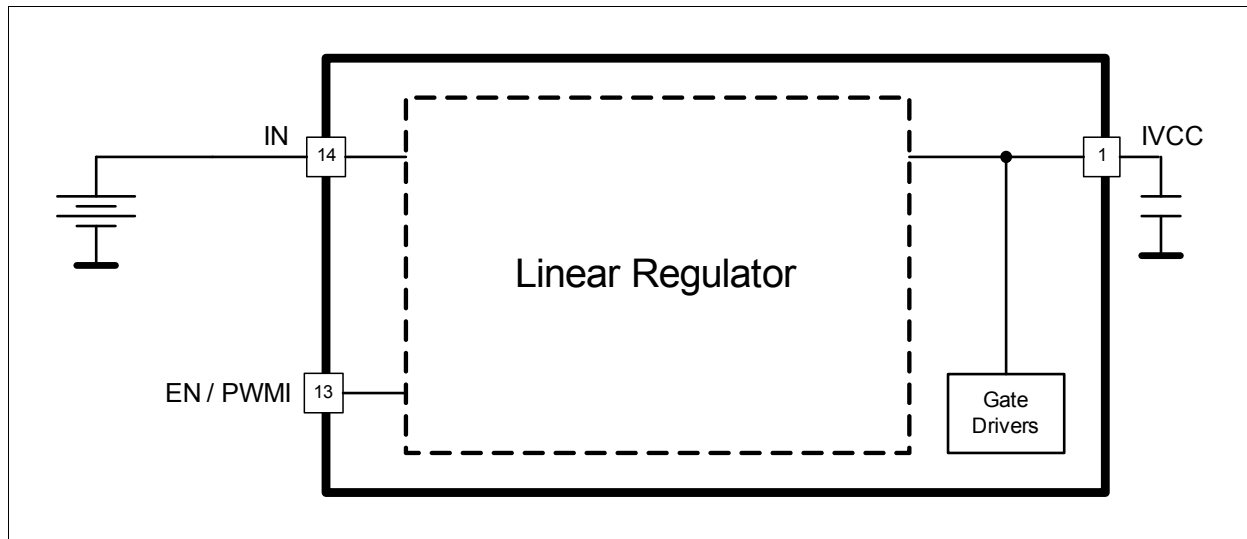 IN
14
1
IVCC
Linear Regulator
EN / PWMI
13
Gate
Drivers